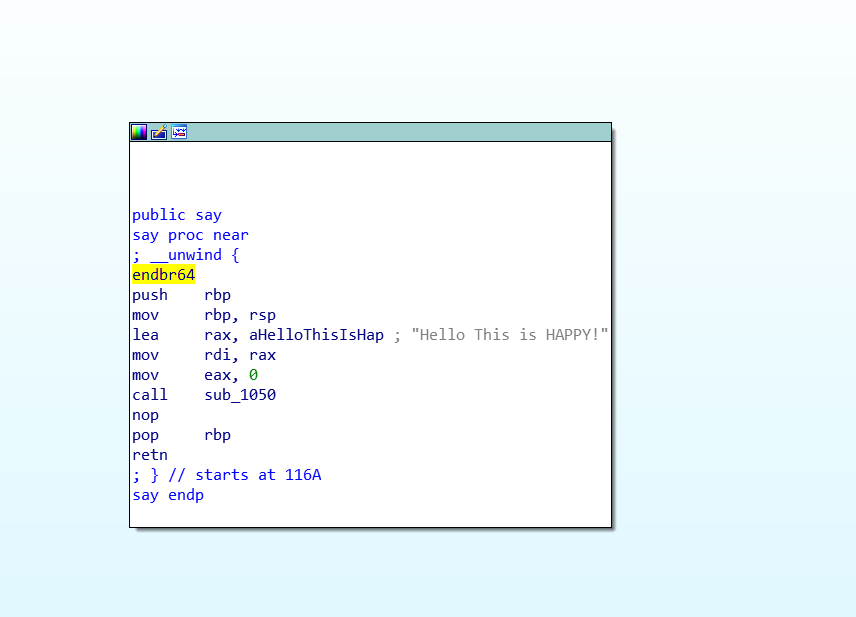 public say
say proc near
; __unwind {
endbr64
push    rbp
mov     rbp, rsp
lea     rax, aHelloThisIsHap ; "Hello This is HAPPY!"
mov     rdi, rax
mov     eax, 0
call    sub_1050
nop
pop     rbp
retn
; } // starts at 116A
say endp